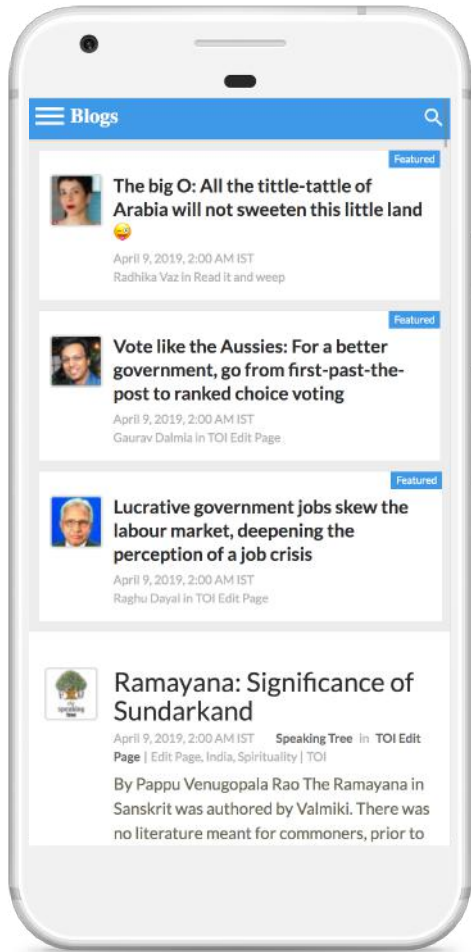 Blogs
Featured
The big O: All the tittle-tattle of
Arabia will not sweeten this little land
😜
April 9, 2019, 2:00 AM IST
Radhika Vaz in Read it and weep
Featured
Vote like the Aussies: For a better
government, go from first-past-the-
post to ranked choice voting
April 9, 2019, 2:00 AM IST
Gaurav Dalmia in TOI Edit Page
Featured
Lucrative government jobs skew the
labour market, deepening the
perception of a job crisis
April 9, 2019, 2:00 AM IST
Raghu Dayal in TOI Edit Page
speaking
tree
Ramayana: Significance of
Sundarkand
April 9, 2019, 2:00 AM IST Speaking Tree in TOI Edit
Page | Edit Page, India, Spirituality | TOI
By Pappu Venugopala Rao The Ramayana in
Sanskrit was authored by Valmiki. There was
no literature meant for commoners, prior to